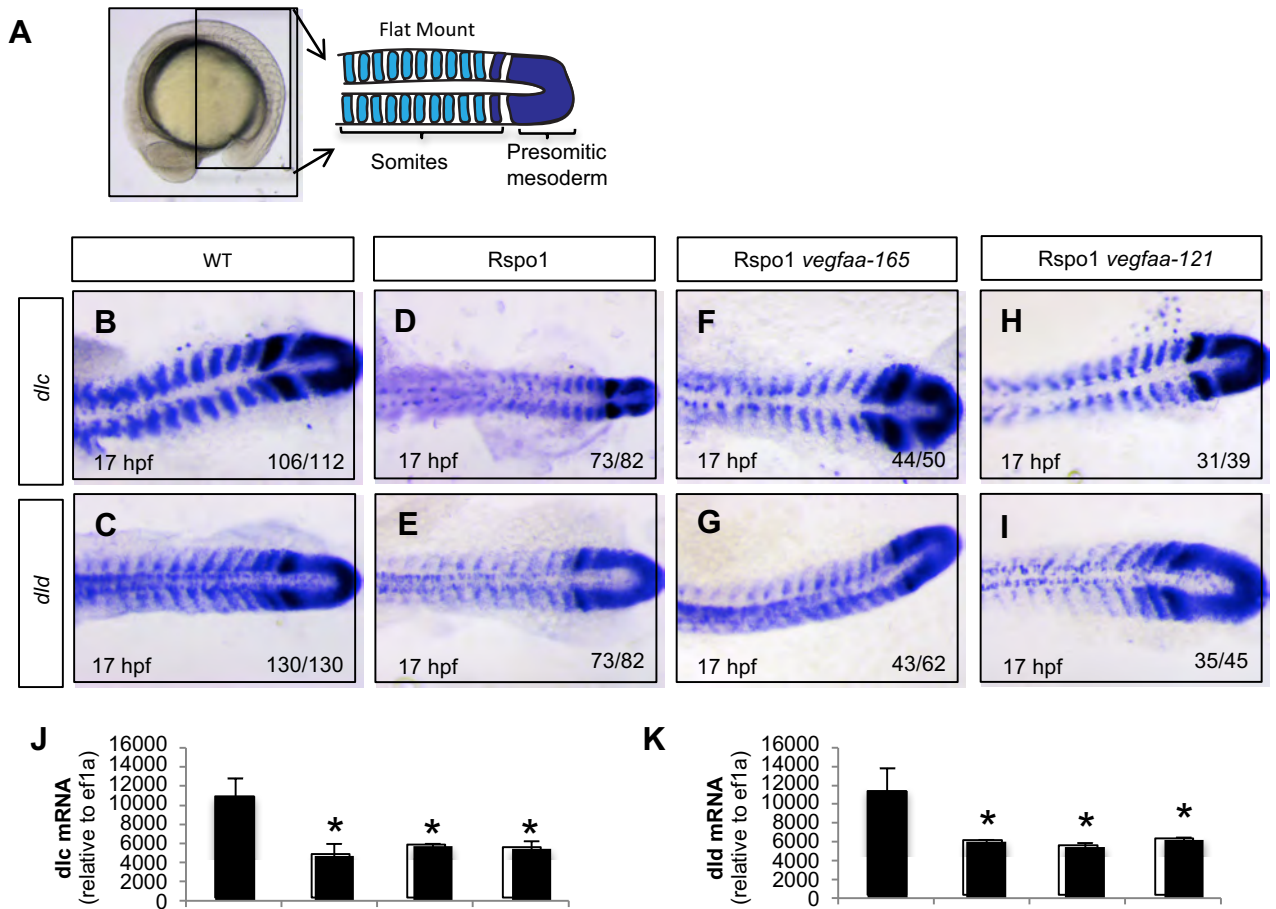 A
Flat Mount
Somites
Presomitic
mesoderm
WT
Rspo1
Rspo1 vegfaa-165
Rspo1 vegfaa-121
dlc
B
17 hpf
106/112
D
17 hpf
73/82
F
17 hpf
44/50
H
17 hpf
31/39
dld
C
17 hpf
130/130
E
17 hpf
73/82
G
17 hpf
43/62
I
17 hpf
35/45
J
dlc mRNA
(relative to ef1a)
16000
14000
12000
10000
8000
6000
4000
2000
0
*
*
*
K
dld mRNA
(relative to ef1a)
16000
14000
12000
10000
8000
6000
4000
2000
0
*
*
*